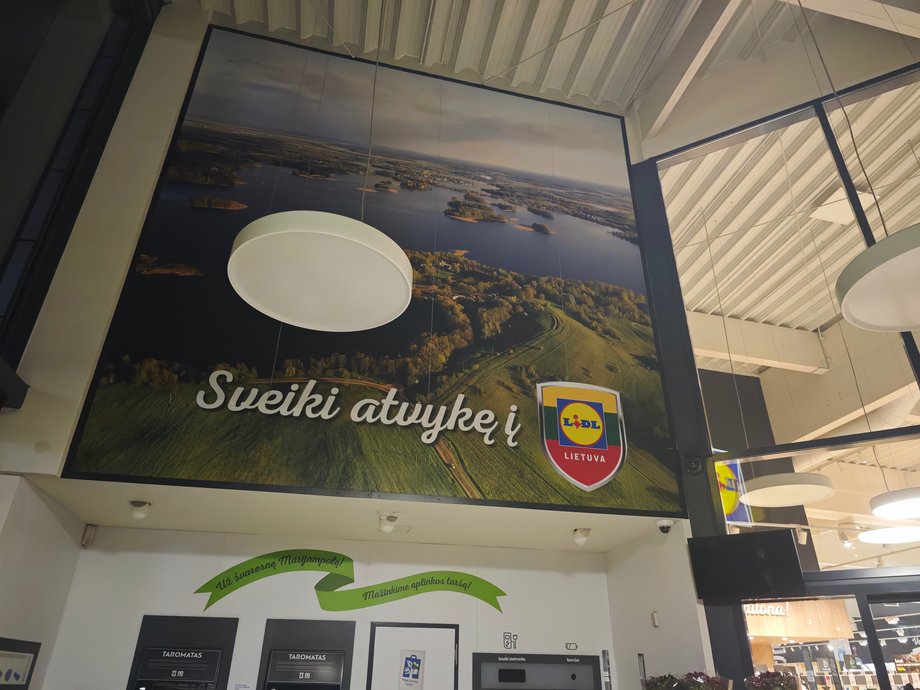 Sveiki atvykę į
LiDL
LIETUVA
Už švaresnę Marijampolę!
Mažinkime aplinkos taršą!
TAROMATAS
TAROMATAS